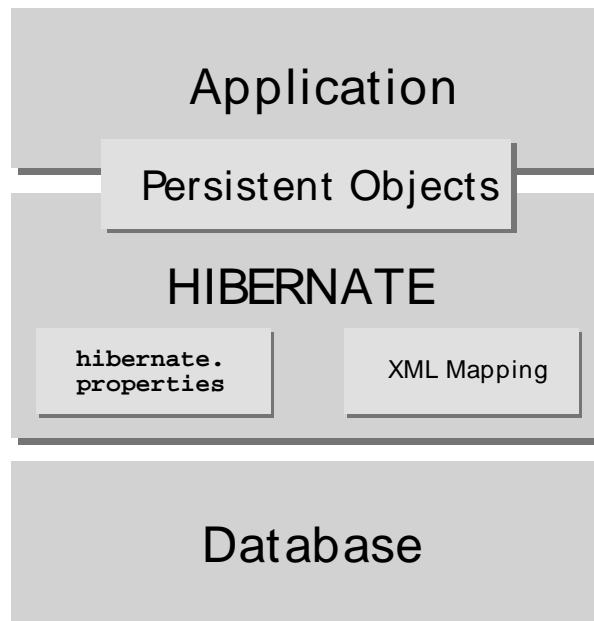 Application
Persistent Objects
HIBERNATE
hibernate.
properties
XML Mapping
Database